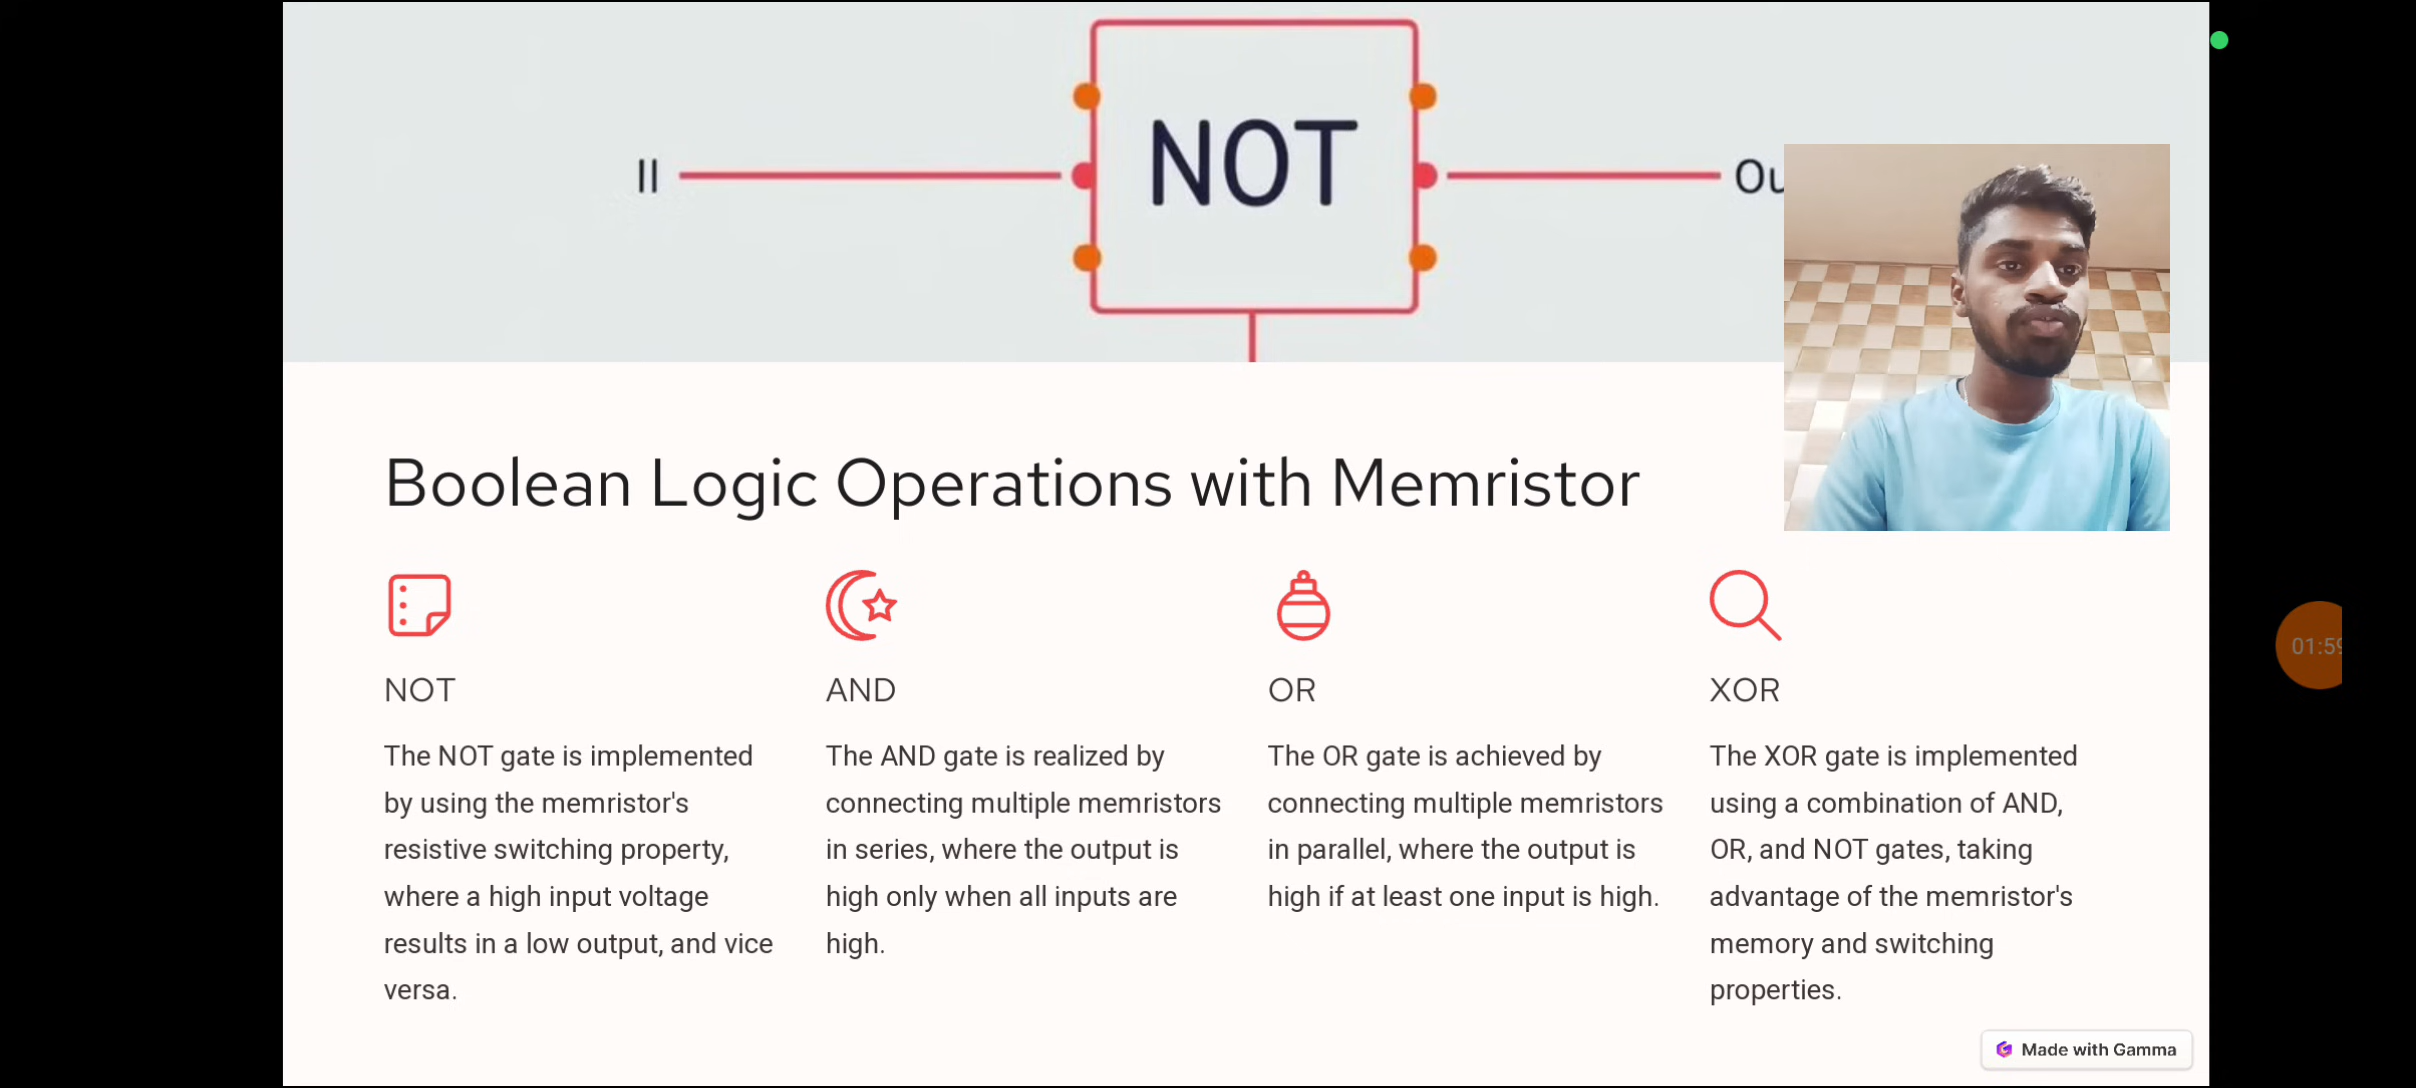 NOT
II
Boolean Logic Operations with Memristor
NOT
The NOT gate is implemented
by using the memristor's
resistive switching property,
where a high input voltage
results in a low output, and vice
versa.
AND
The AND gate is realized by
connecting multiple memristors
in series, where the output is
high only when all inputs are
high.
OR
The OR gate is achieved by
connecting multiple memristors
in parallel, where the output is
high if at least one input is high.
XOR
The XOR gate is implemented
using a combination of AND,
OR, and NOT gates, taking
advantage of the memristor's
memory and switching
properties.
01:59
Made with Gamma